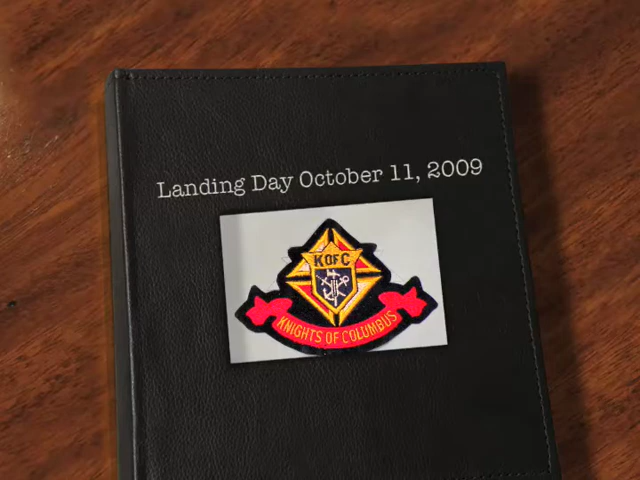 Landing Day October 11, 2009
K OF C
KNIGHTS OF COLUMBUS